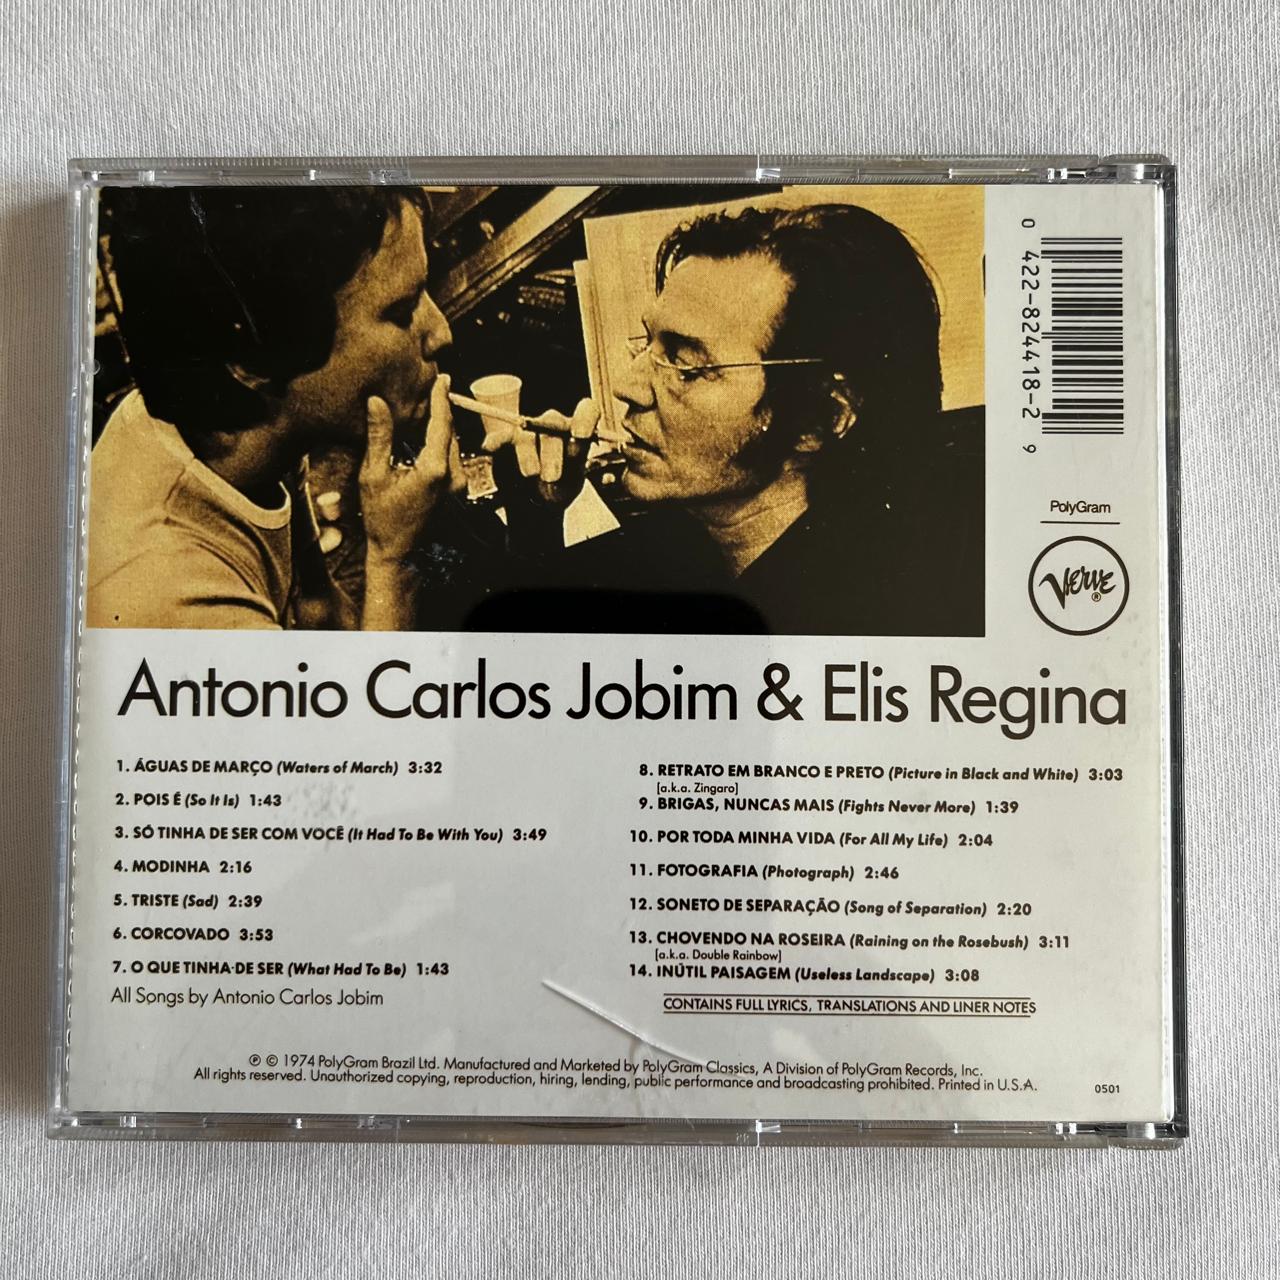 0 422-824418-2 9
PolyGram
VERVE ®
Antonio Carlos Jobim & Elis Regina
1. ÁGUAS DE MARÇO (Waters of March) 3:32
2. POIS É (So It Is) 1:43
3. SÓ TINHA DE SER COM VOCÊ (It Had To Be With You) 3:49
4. MODINHA 2:16
5. TRISTE (Sad) 2:39
6. CORCOVADO 3:53
7. O QUE TINHA DE SER (What Had To Be) 1:43
All Songs by Antonio Carlos Jobim
8. RETRATO EM BRANCO E PRETO (Picture in Black and White) 3:03
[a.k.a. Zingaro]
9. BRIGAS, NUNCAS MAIS (Fights Never More) 1:39
10. POR TODA MINHA VIDA (For All My Life) 2:04
11. FOTOGRAFIA (Photograph) 2:46
12. SONETO DE SEPARAÇÃO (Song of Separation) 2:20
13. CHOVENDO NA ROSEIRA (Raining on the Rosebush) 3:11
[a.k.a. Double Rainbow]
14. INÚTIL PAISAGEM (Useless Landscape) 3:08
CONTAINS FULL LYRICS, TRANSLATIONS AND LINER NOTES
℗ © 1974 PolyGram Brazil Ltd. Manufactured and Marketed by PolyGram Classics, A Division of PolyGram Records, Inc.
All rights reserved. Unauthorized copying, reproduction, hiring, lending, public performance and broadcasting prohibited. Printed in U.S.A.
0501